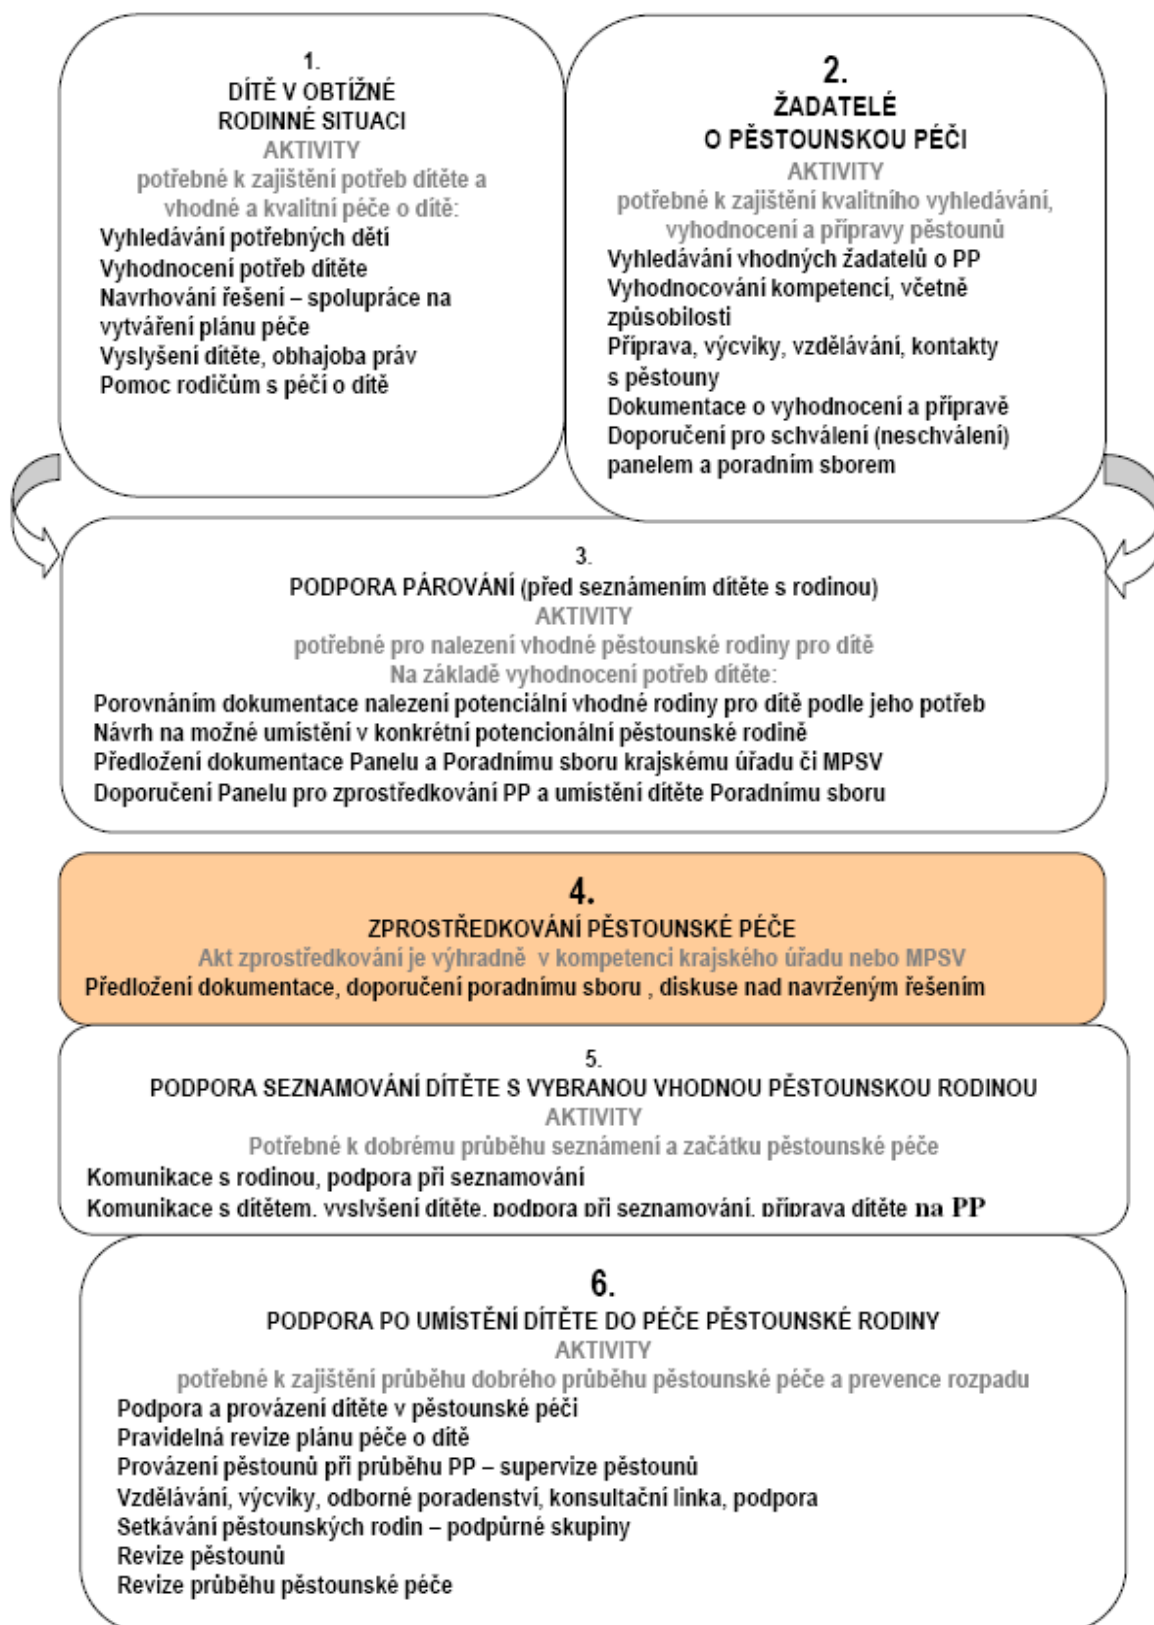 1.
DÍTĚ V OBTÍŽNÉ
RODINNÉ SITUACI
AKTIVITY
potřebné k zajištění potřeb dítěte a
vhodné a kvalitní péče o dítě:
Vyhledávání potřebných dětí
Vyhodnocení potřeb dítěte
Navrhování řešení – spolupráce na
vytváření plánu péče
Vyslyšení dítěte, obhajoba práv
Pomoc rodičům s péčí o dítě
2.
ŽADATELÉ
O PĚSTOUNSKOU PÉČI
AKTIVITY
potřebné k zajištění kvalitního vyhledávání,
vyhodnocení a přípravy pěstounů
Vyhledávání vhodných žadatelů o PP
Vyhodnocování kompetencí, včetně
způsobilosti
Příprava, výcviky, vzdělávání, kontakty
s pěstouny
Dokumentace o vyhodnocení a přípravě
Doporučení pro schválení (neschválení)
panelem a poradním sborem
3.
PODPORA PÁROVÁNÍ (před seznámením dítěte s rodinou)
AKTIVITY
potřebné pro nalezení vhodné pěstounské rodiny pro dítě
Na základě vyhodnocení potřeb dítěte:
Porovnáním dokumentace nalezení potenciální vhodné rodiny pro dítě podle jeho potřeb
Návrh na možné umístění v konkrétní potencionální pěstounské rodině
Předložení dokumentace Panelu a Poradnímu sboru krajskému úřadu či MPSV
Doporučení Panelu pro zprostředkování PP a umístění dítěte Poradnímu sboru
4.
ZPROSTŘEDKOVÁNÍ PĚSTOUNSKÉ PÉČE
Akt zprostředkování je výhradně v kompetenci krajského úřadu nebo MPSV
Předložení dokumentace, doporučení poradnímu sboru , diskuse nad navrženým řešením
5.
PODPORA SEZNAMOVÁNÍ DÍTĚTE S VYBRANOU VHODNOU PĚSTOUNSKOU RODINOU
AKTIVITY
Potřebné k dobrému průběhu seznámení a začátku pěstounské péče
Komunikace s rodinou, podpora při seznamování
Komunikace s dítětem, vyslyšení dítěte, podpora při seznamování, příprava dítěte na PP
6.
PODPORA PO UMÍSTĚNÍ DÍTĚTE DO PÉČE PĚSTOUNSKÉ RODINY
AKTIVITY
potřebné k zajištění průběhu dobrého průběhu pěstounské péče a prevence rozpadu
Podpora a provázení dítěte v pěstounské péči
Pravidelná revize plánu péče o dítě
Provázení pěstounů při průběhu PP – supervize pěstounů
Vzdělávání, výcviky, odborné poradenství, konsultační linka, podpora
Setkávání pěstounských rodin – podpůrné skupiny
Revize pěstounů
Revize průběhu pěstounské péče